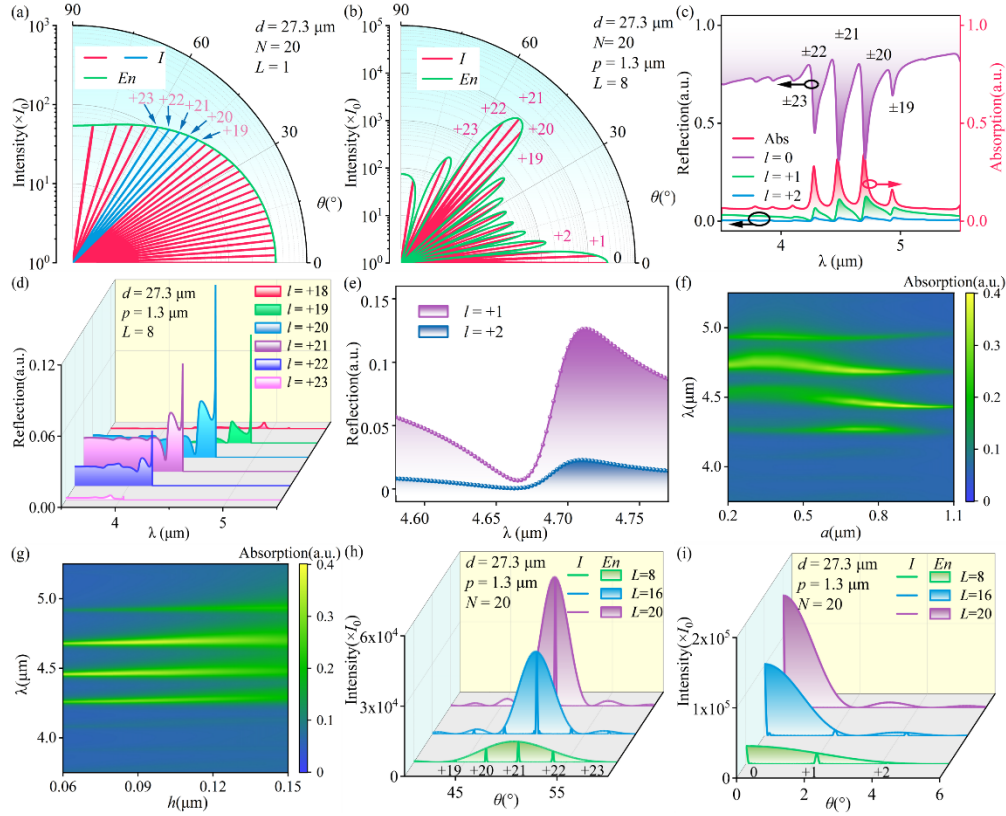 (a)
90
10³
10²
10¹
10⁰
Intensity(×I₀)
60
30
0
θ(°)
d = 27.3 μm
N = 20
L = 1
I
En
+23
+22
+21
+20
+19
(b)
90
10⁵
10⁴
10³
10²
10¹
10⁰
Intensity(×I₀)
60
30
0
θ(°)
d = 27.3 μm
N= 20
p = 1.3 μm
L = 8
I
En
+21
+22
+23
+20
+19
+2
+1
(c)
1.0
0.5
0.0
Reflection(a.u.)
1.0
0.5
0.0
Absorption(a.u.)
±21
±22
±20
±23
±19
Abs
l = 0
l = +1
l = +2
4
5
λ (μm)
(d)
d = 27.3 μm
p = 1.3 μm
L = 8
l = +18
l = +19
l = +20
l = +21
l = +22
l = +23
0.12
0.06
0.00
Reflection(a.u.)
4
5
λ (μm)
(e)
0.15
0.10
0.05
0
Reflection(a.u.)
l = +1
l = +2
4.60
4.65
4.70
4.75
λ (μm)
(f)
Absorption(a.u.)
0.4
0.3
0.2
0.1
0
5.0
4.5
4.0
λ(μm)
0.2
0.5
0.8
1.1
a(μm)
(g)
Absorption(a.u.)
0.4
0.3
0.2
0.1
0
5.0
4.5
4.0
λ(μm)
0.06
0.09
0.12
0.15
h(μm)
(h)
d = 27.3 μm
p = 1.3 μm
N = 20
I
En
L=8
L=16
L=20
6×10⁴
3×10⁴
0
Intensity(×I₀)
+19
+20
+21
+22
+23
45
55
θ(°)
(i)
d = 27.3 μm
p = 1.3 μm
N = 20
I
En
L=8
L=16
L=20
2×10⁵
1×10⁵
0
Intensity(×I₀)
0
+1
+2
0
2
4
6
θ(°)